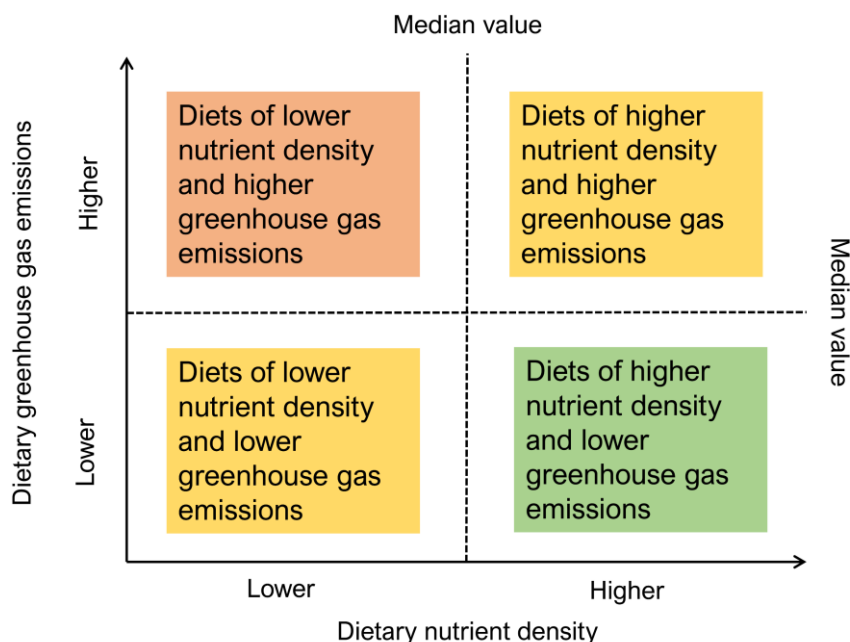 Median value
Dietary greenhouse gas emissions
Higher
Diets of lower
nutrient density
and higher
greenhouse gas
emissions
Diets of higher
nutrient density
and higher
greenhouse gas
emissions
Median value
Lower
Diets of lower
nutrient density
and lower
greenhouse gas
emissions
Diets of higher
nutrient density
and lower
greenhouse gas
emissions
Lower
Higher
Dietary nutrient density